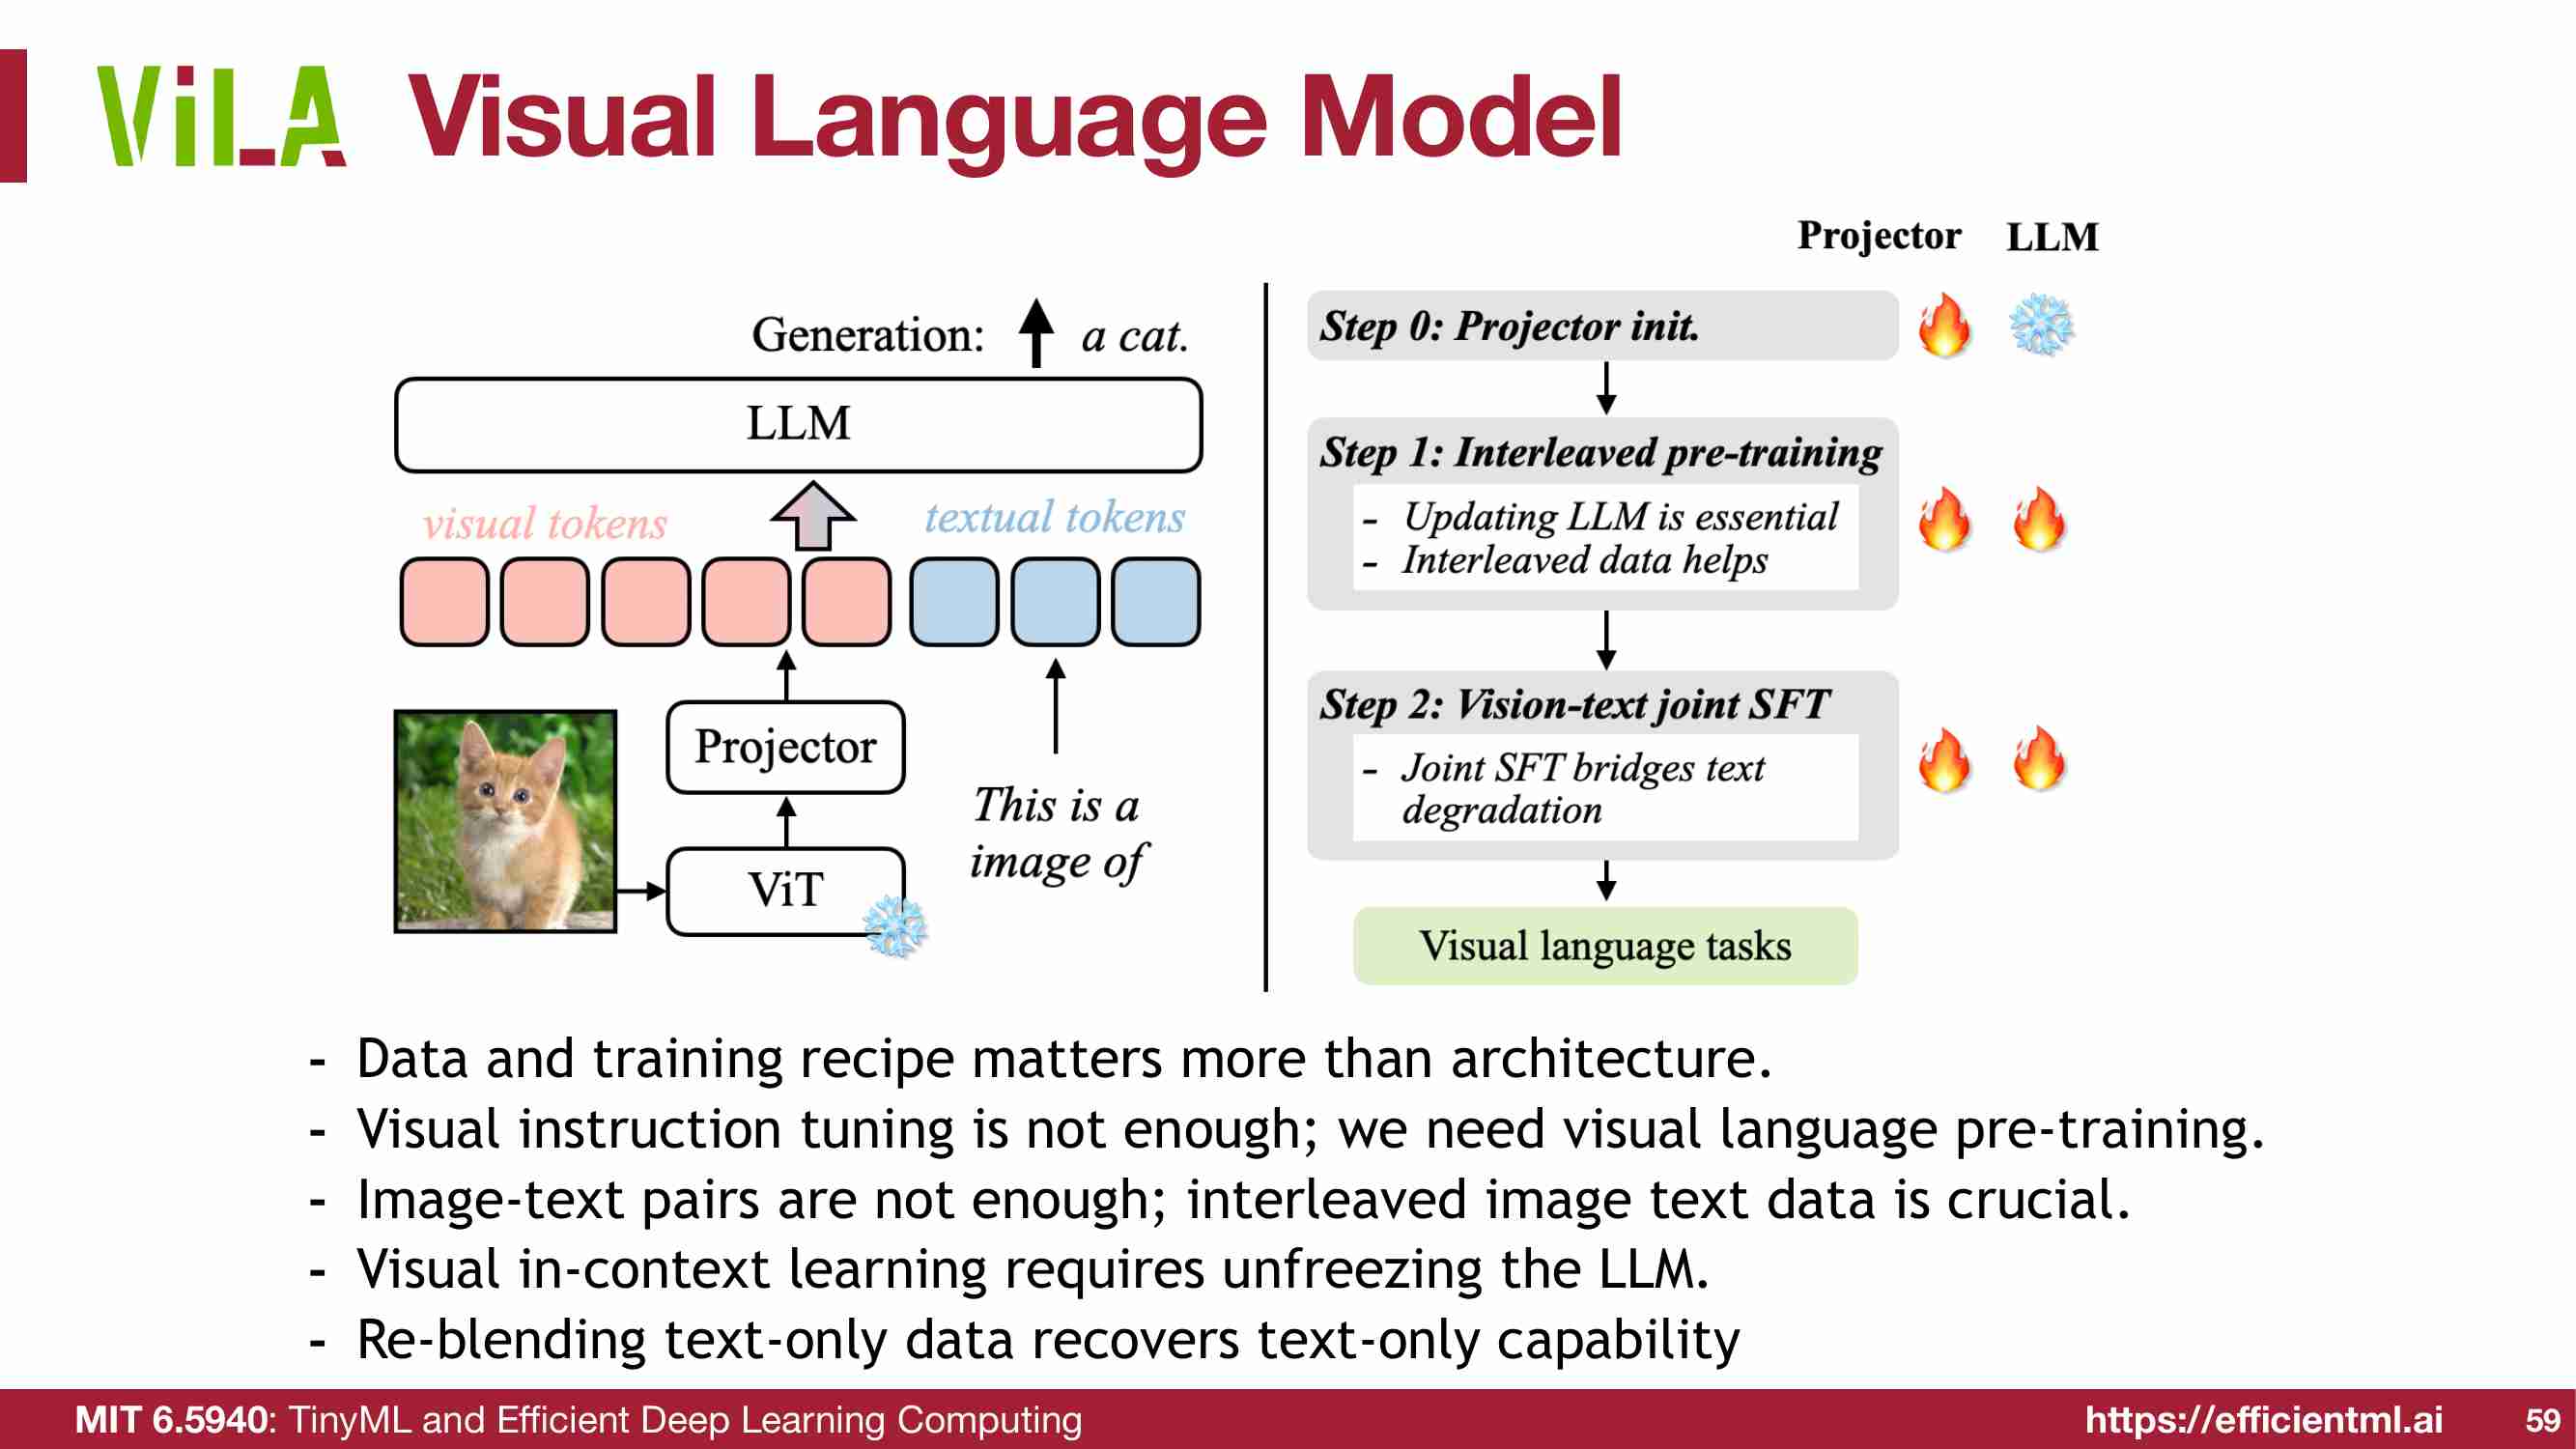 ViLA Visual Language Model
Generation: a cat.
LLM
visual tokens
textual tokens
Projector
This is a
image of
ViT
Projector LLM
Step 0: Projector init.
Step 1: Interleaved pre-training
- Updating LLM is essential
- Interleaved data helps
Step 2: Vision-text joint SFT
- Joint SFT bridges text
degradation
Visual language tasks
- Data and training recipe matters more than architecture.
- Visual instruction tuning is not enough; we need visual language pre-training.
- Image-text pairs are not enough; interleaved image text data is crucial.
- Visual in-context learning requires unfreezing the LLM.
- Re-blending text-only data recovers text-only capability
MIT 6.5940: TinyML and Efficient Deep Learning Computing
https://efficientml.ai
59